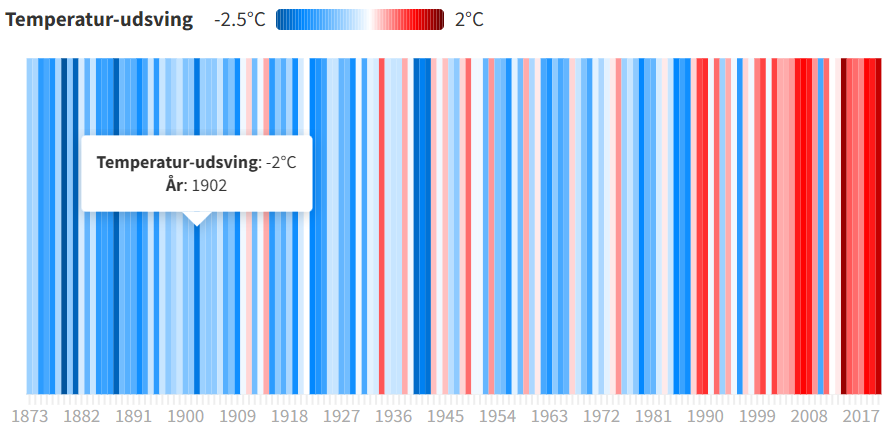 Temperatur-udsving -2.5°C 2°C
Temperatur-udsving: -2°C
År: 1902
1873 1882 1891 1900 1909 1918 1927 1936 1945 1954 1963 1972 1981 1990 1999 2008 2017